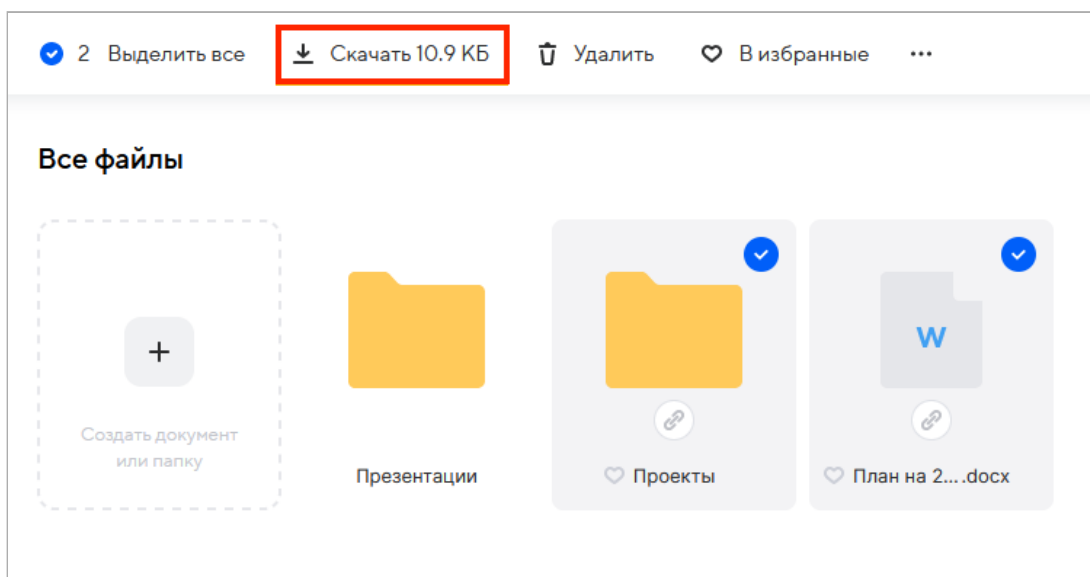 2 Выделить все Скачать 10.9 КБ Удалить В избранные ...
Все файлы
Создать документ
или папку
W
Презентации
Проекты
План на 2... .docx